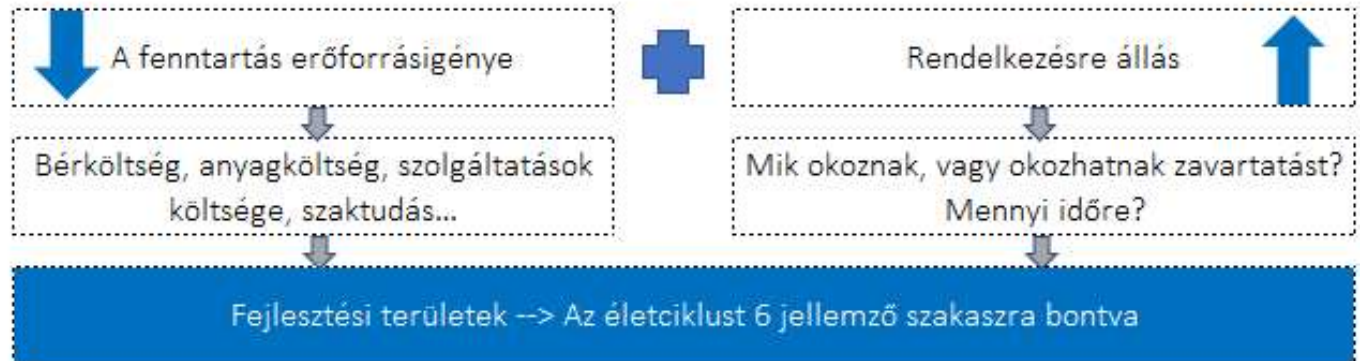 A fenntartás erőforrásigénye
Rendelkezésre állás
Bérköltség, anyagköltség, szolgáltatások
költsége, szaktudás...
Mik okoznak, vagy okozhatnak zavartatást?
Mennyi időre?
Fejlesztési területek --> Az életciklust 6 jellemző szakaszra bontva